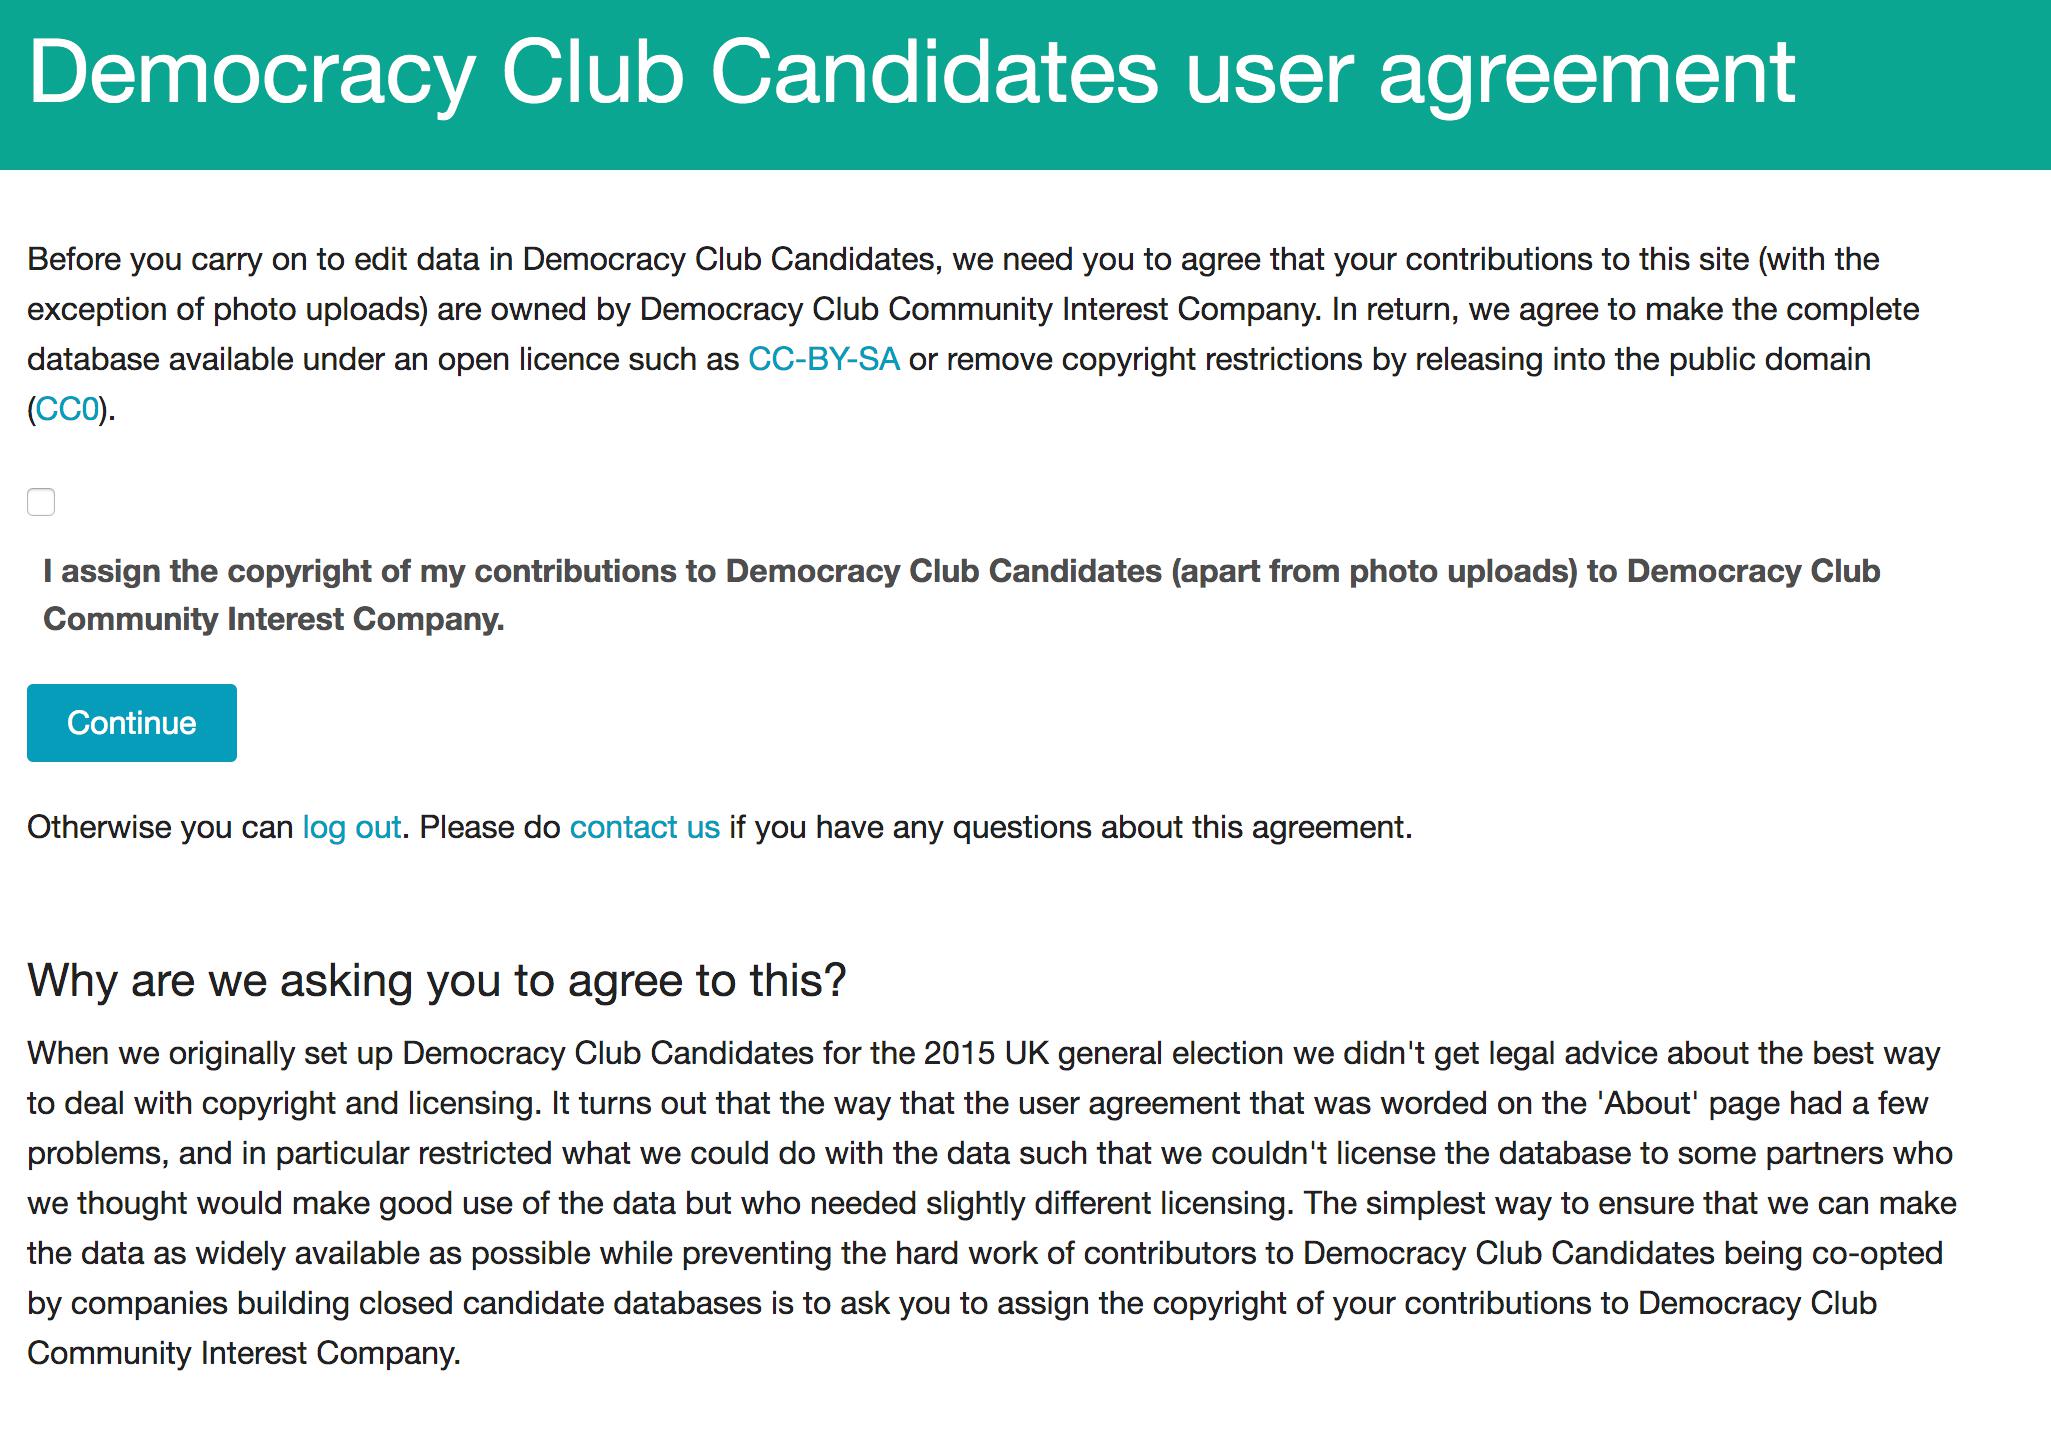 Democracy Club Candidates user agreement
Before you carry on to edit data in Democracy Club Candidates, we need you to agree that your contributions to this site (with the
exception of photo uploads) are owned by Democracy Club Community Interest Company. In return, we agree to make the complete
database available under an open licence such as CC-BY-SA or remove copyright restrictions by releasing into the public domain
(CC0).
I assign the copyright of my contributions to Democracy Club Candidates (apart from photo uploads) to Democracy Club
Community Interest Company.
Continue
Otherwise you can log out. Please do contact us if you have any questions about this agreement.
Why are we asking you to agree to this?
When we originally set up Democracy Club Candidates for the 2015 UK general election we didn't get legal advice about the best way
to deal with copyright and licensing. It turns out that the way that the user agreement that was worded on the 'About' page had a few
problems, and in particular restricted what we could do with the data such that we couldn't license the database to some partners who
we thought would make good use of the data but who needed slightly different licensing. The simplest way to ensure that we can make
the data as widely available as possible while preventing the hard work of contributors to Democracy Club Candidates being co-opted
by companies building closed candidate databases is to ask you to assign the copyright of your contributions to Democracy Club
Community Interest Company.